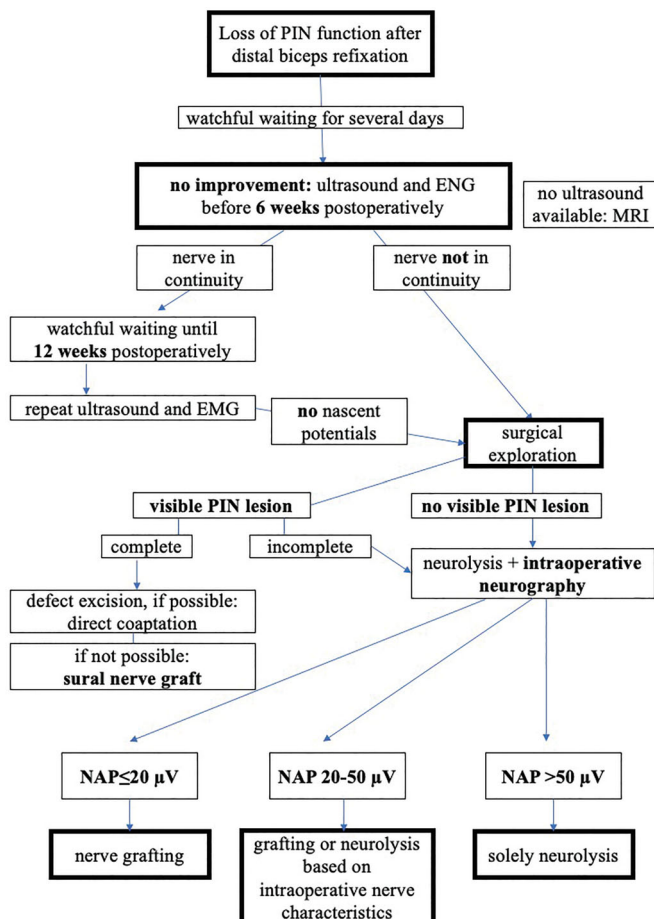 Loss of PIN function after
distal biceps refixation
watchful waiting for several days
no improvement: ultrasound and ENG
before 6 weeks postoperatively
no ultrasound
available: MRI
nerve in
continuity
nerve not in
continuity
watchful waiting until
12 weeks postoperatively
repeat ultrasound and EMG
no nascent
potentials
surgical
exploration
visible PIN lesion
no visible PIN lesion
complete
incomplete
neurolysis + intraoperative
neurography
defect excision, if possible:
direct coaptation
if not possible:
sural nerve graft
NAP≤20 µV
NAP 20-50 µV
NAP >50 µV
nerve grafting
grafting or neurolysis
based on
intraoperative nerve
characteristics
solely neurolysis